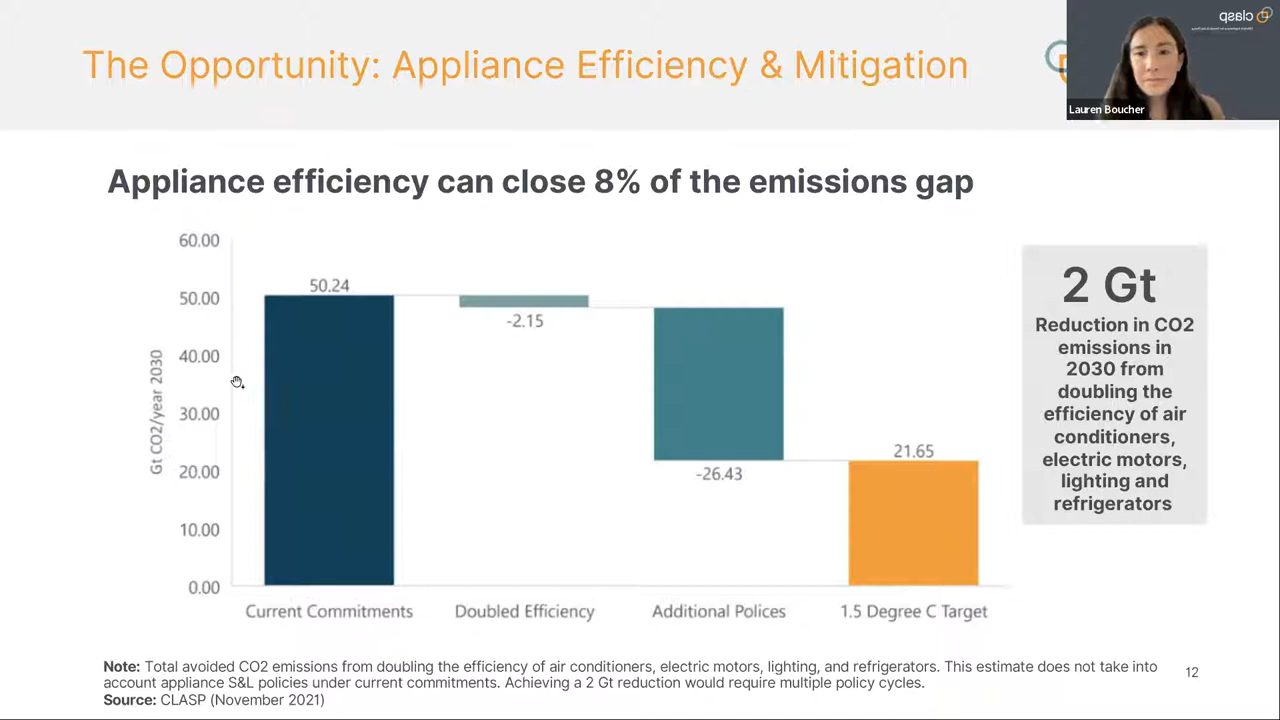 The Opportunity: Appliance Efficiency & Mitigation
clasp
Lauren Boucher
Appliance efficiency can close 8% of the emissions gap
60.00
50.00
40.00
30.00
20.00
10.00
0.00
Gt CO2/year 2030
50.24
-2.15
-26.43
21.65
Current Commitments
Doubled Efficiency
Additional Polices
1.5 Degree C Target
2 Gt
Reduction in CO2
emissions in
2030 from
doubling the
efficiency of air
conditioners,
electric motors,
lighting and
refrigerators
Note: Total avoided CO2 emissions from doubling the efficiency of air conditioners, electric motors, lighting, and refrigerators. This estimate does not take into
account appliance S&L policies under current commitments. Achieving a 2 Gt reduction would require multiple policy cycles.
Source: CLASP (November 2021)
12